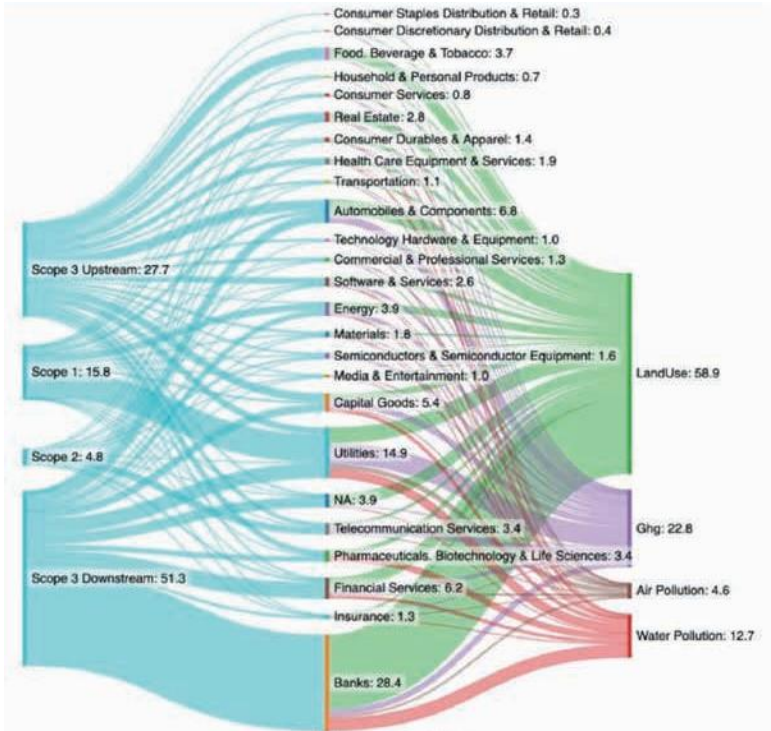 Consumer Staples Distribution & Retail: 0.3
Consumer Discretionary Distribution & Retail: 0.4
Food. Beverage & Tobacco: 3.7
Household & Personal Products: 0.7
Consumer Services: 0.8
Real Estate: 2.8
Consumer Durables & Apparel: 1.4
Health Care Equipment & Services: 1.9
Transportation: 1.1
Automobiles & Components: 6.8
Technology Hardware & Equipment: 1.0
Commercial & Professional Services: 1.3
Software & Services: 2.6
Energy: 3.9
Materials: 1.8
Semiconductors & Semiconductor Equipment: 1.6
Media & Entertainment: 1.0
Capital Goods: 5.4
Utilities: 14.9
NA: 3.9
Telecommunication Services: 3.4
Pharmaceuticals. Biotechnology & Life Sciences: 3.4
Financial Services: 6.2
Insurance: 1.3
Banks: 28.4
Scope 3 Upstream: 27.7
Scope 1: 15.8
Scope 2: 4.8
Scope 3 Downstream: 51.3
LandUse: 58.9
Ghg: 22.8
Air Pollution: 4.6
Water Pollution: 12.7